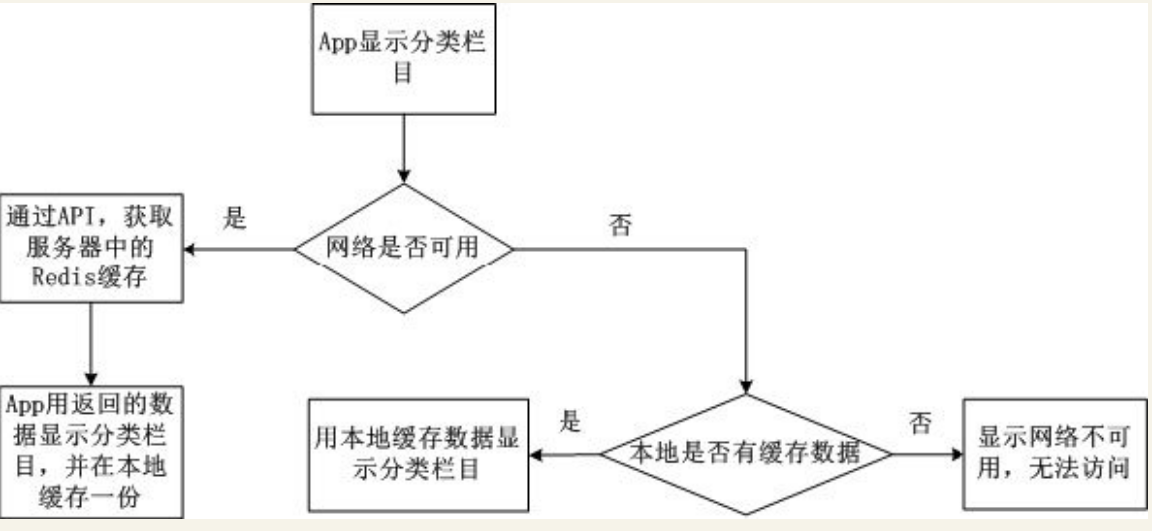 App显示分类栏
目
是
网络是否可用
否
通过API，获取
服务器中的
Redis缓存
App用返回的数
据显示分类栏
目，并在本地
缓存一份
用本地缓存数据显
示分类栏目
是
本地是否有缓存数据
否
显示网络不可
用，无法访问